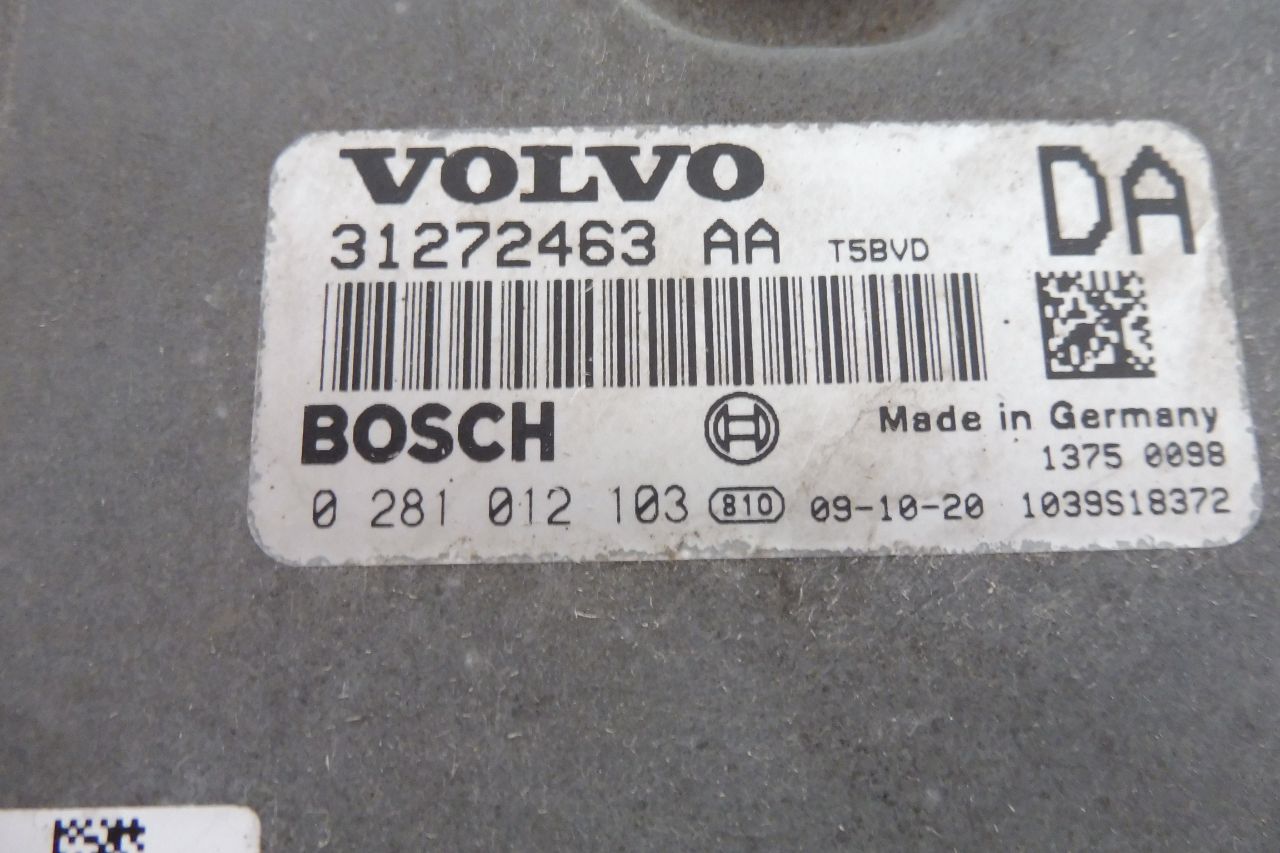 VOLVO
DA
31272463 AA T5BVD
BOSCH
Made in Germany
1375 0098
0 281 012 103 810 09-10-20 1039S18372